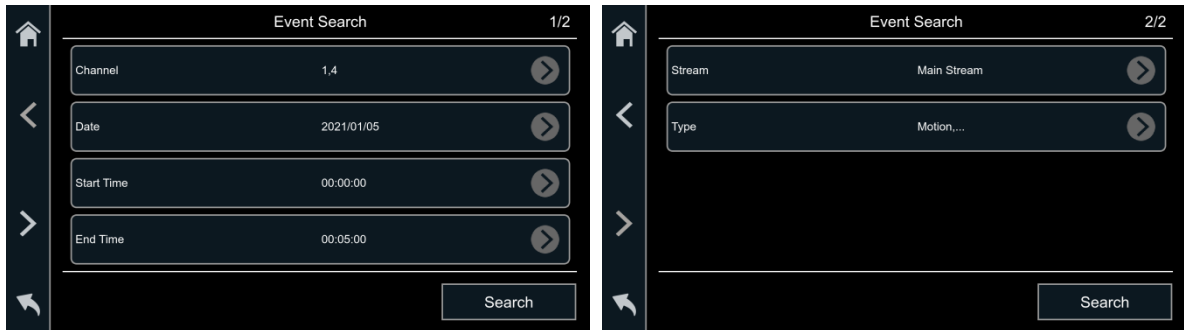 Event Search 1/2
Channel 1,4
Date 2021/01/05
Start Time 00:00:00
End Time 00:05:00
Search
Event Search 2/2
Stream Main Stream
Type Motion,...
Search